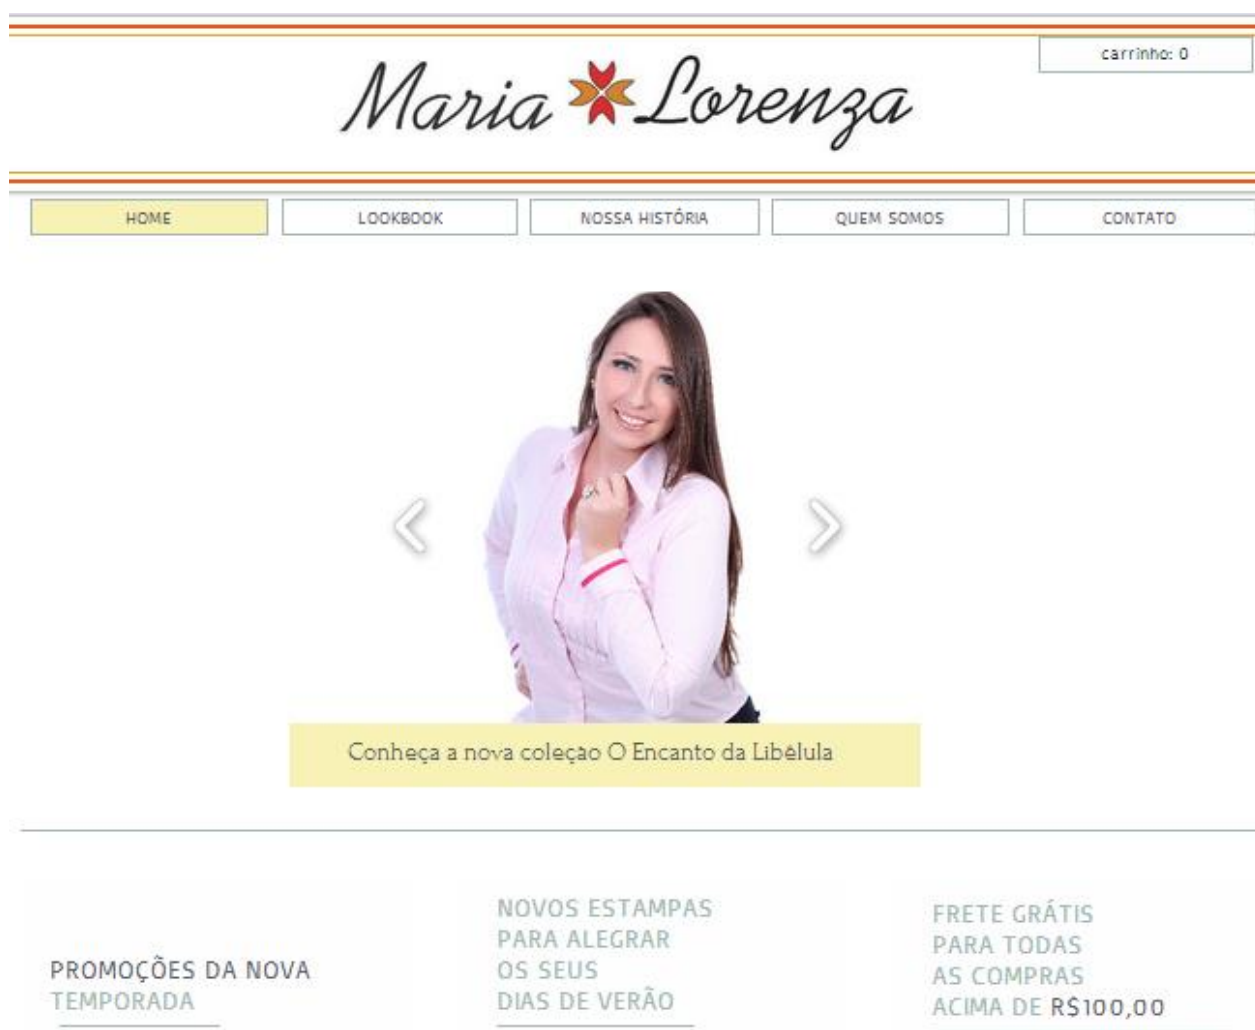 carrinho: 0
Maria Lorenza
HOME LOOKBOOK NOSSA HISTÓRIA QUEM SOMOS CONTATO
Conheça a nova coleção O Encanto da Libélula
PROMOÇÕES DA NOVA
TEMPORADA
NOVOS ESTAMPAS
PARA ALEGRAR
OS SEUS
DIAS DE VERÃO
FRETE GRÁTIS
PARA TODAS
AS COMPRAS
ACIMA DE R$100,00